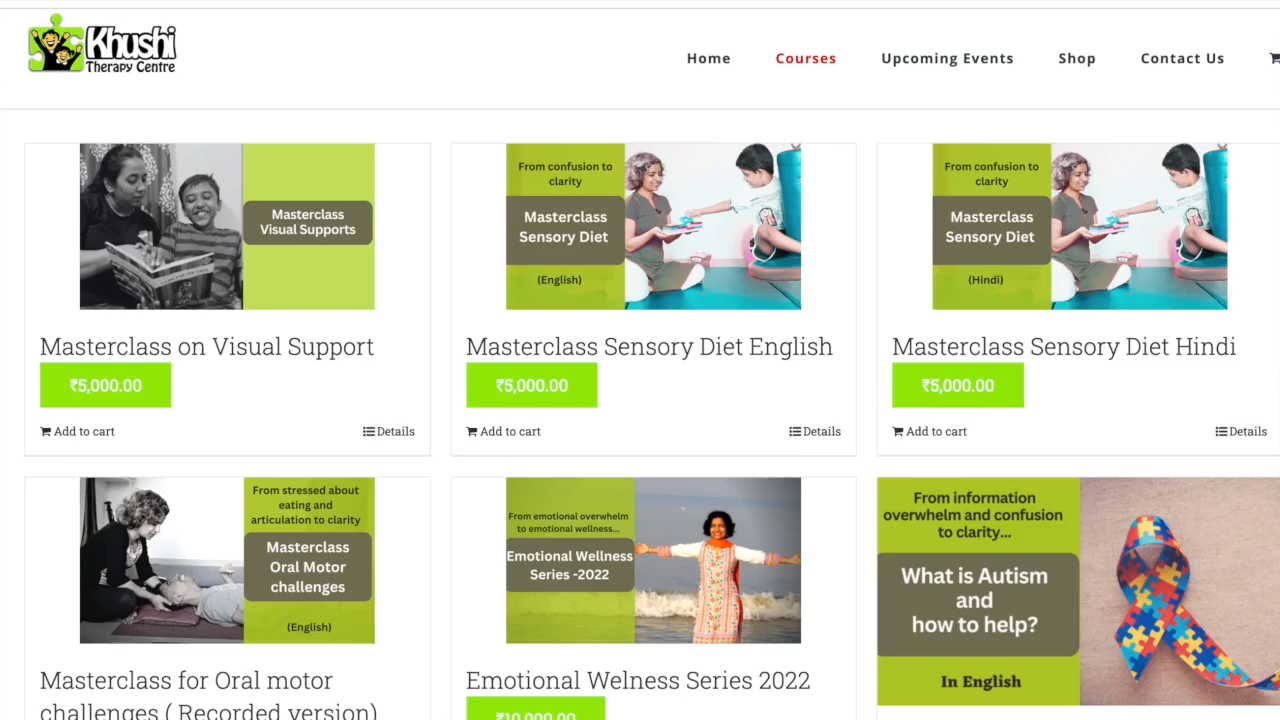 Khushi
Therapy Centre
Home
Courses
Upcoming Events
Shop
Contact Us
Masterclass
Visual Supports
Masterclass on Visual Support
₹5,000.00
Add to cart
Details
From confusion to
clarity
Masterclass
Sensory Diet
(English)
Masterclass Sensory Diet English
₹5,000.00
Add to cart
Details
From confusion to
clarity
Masterclass
Sensory Diet
(Hindi)
Masterclass Sensory Diet Hindi
₹5,000.00
Add to cart
Details
From stressed about
eating and
articulation to clarity
Masterclass
Oral Motor
challenges
(English)
Masterclass for Oral motor
challenges ( Recorded version)
From emotional overwhelm
to emotional wellness...
Emotional Wellness
Series -2022
Emotional Welness Series 2022
₹10,000.00
From information
overwhelm and confusion
to clarity...
What is Autism
and
how to help?
In English